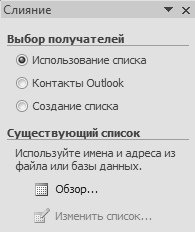 Слияние
Выбор получателей
Использование списка
Контакты Outlook
Создание списка
Существующий список
Используйте имена и адреса из
файла или базы данных.
Обзор...
Изменить список...